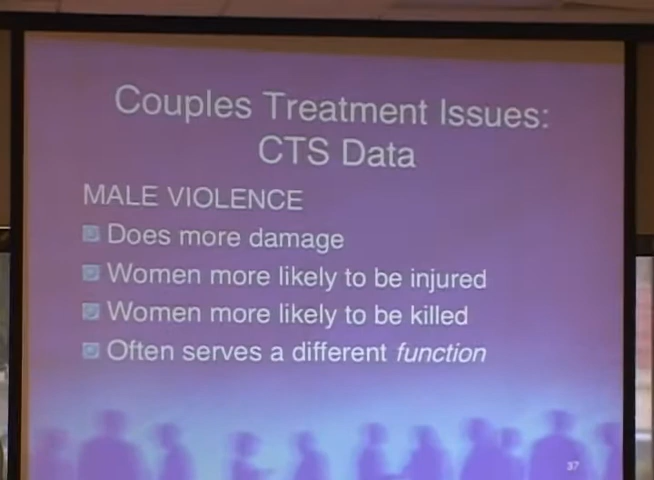 Couples Treatment Issues:
CTS Data
MALE VIOLENCE
Does more damage
Women more likely to be injured
Women more likely to be killed
Often serves a different function
37